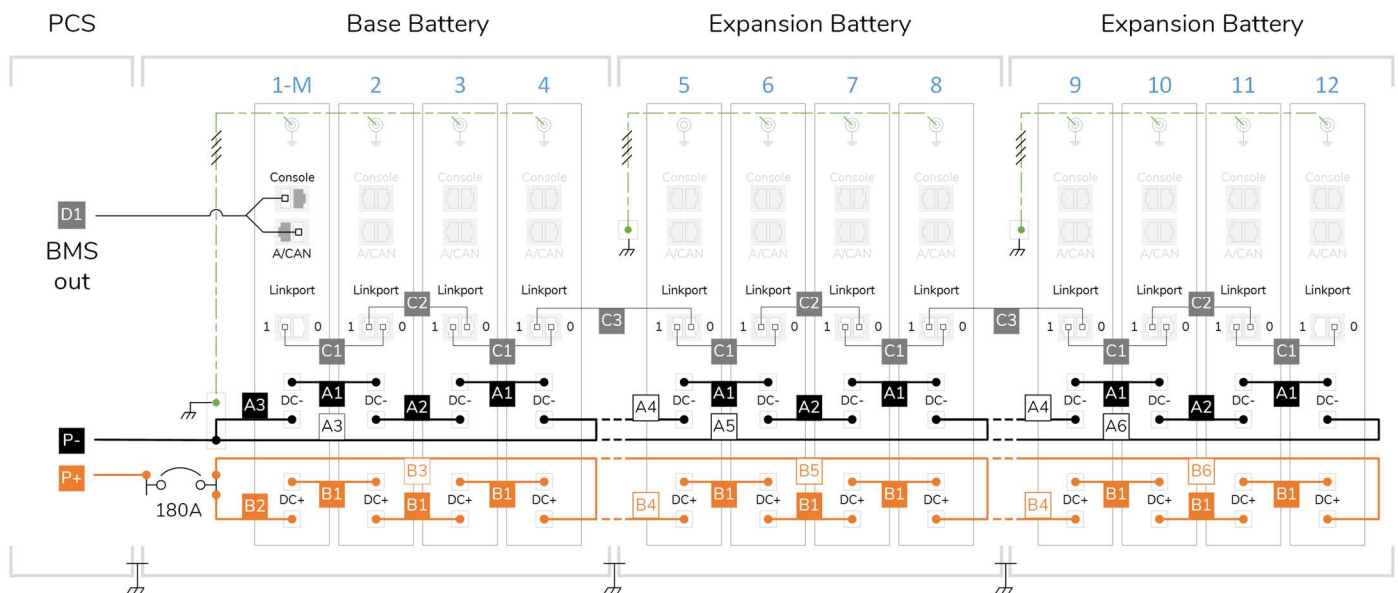 PCS Base Battery Expansion Battery Expansion Battery
1-M 2 3 4 5 6 7 8 9 10 11 12
Console Console Console Console Console Console Console Console Console Console Console Console
D1
BMS
out
A/CAN A/CAN A/CAN A/CAN A/CAN A/CAN A/CAN A/CAN A/CAN A/CAN A/CAN A/CAN
Linkport Linkport Linkport Linkport Linkport Linkport Linkport Linkport Linkport Linkport Linkport Linkport
C2 C2 C2
C3 C3
1 0 1 0 1 0 1 0 1 0 1 0 1 0 1 0 1 0 1 0 1 0 1 0
C1 C1 C1 C1 C1 C1
A1 A1 A1 A1 A1 A1
DC- DC- DC- DC- DC- DC- DC- DC- DC- DC- DC- DC-
A3 A2 A4 A2 A4 A2
A3 A5 A6
P-
P+
B3 B5 B6
B1 B1 B1 B1 B1 B1
DC+ DC+ DC+ DC+ DC+ DC+ DC+ DC+ DC+ DC+ DC+ DC+
180A B2 B1 B4 B1 B4 B1